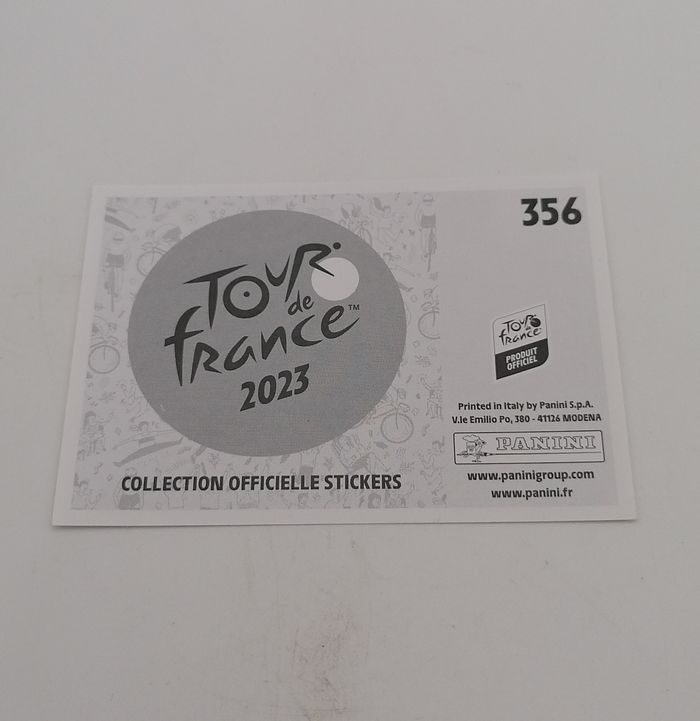 356
TOUR
de
france™
2023
COLLECTION OFFICIELLE STICKERS
TOUR
de
france
PRODUIT
OFFICIEL
Printed in Italy by Panini S.p.A.
V.le Emilio Po, 380 - 41126 MODENA
PANINI
www.paninigroup.com
www.panini.fr